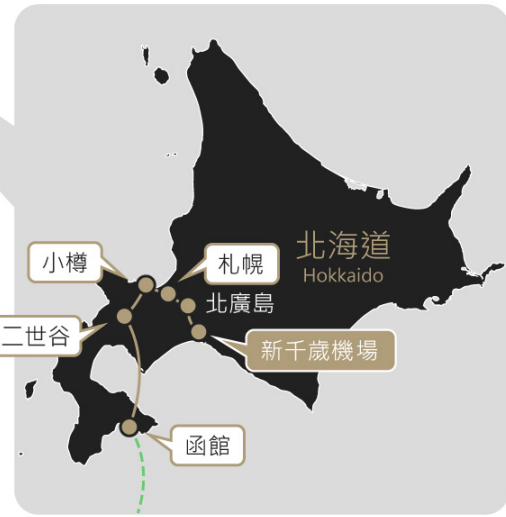 北海道
Hokkaido
小樽
札幌
北廣島
二世谷
新千歲機場
函館